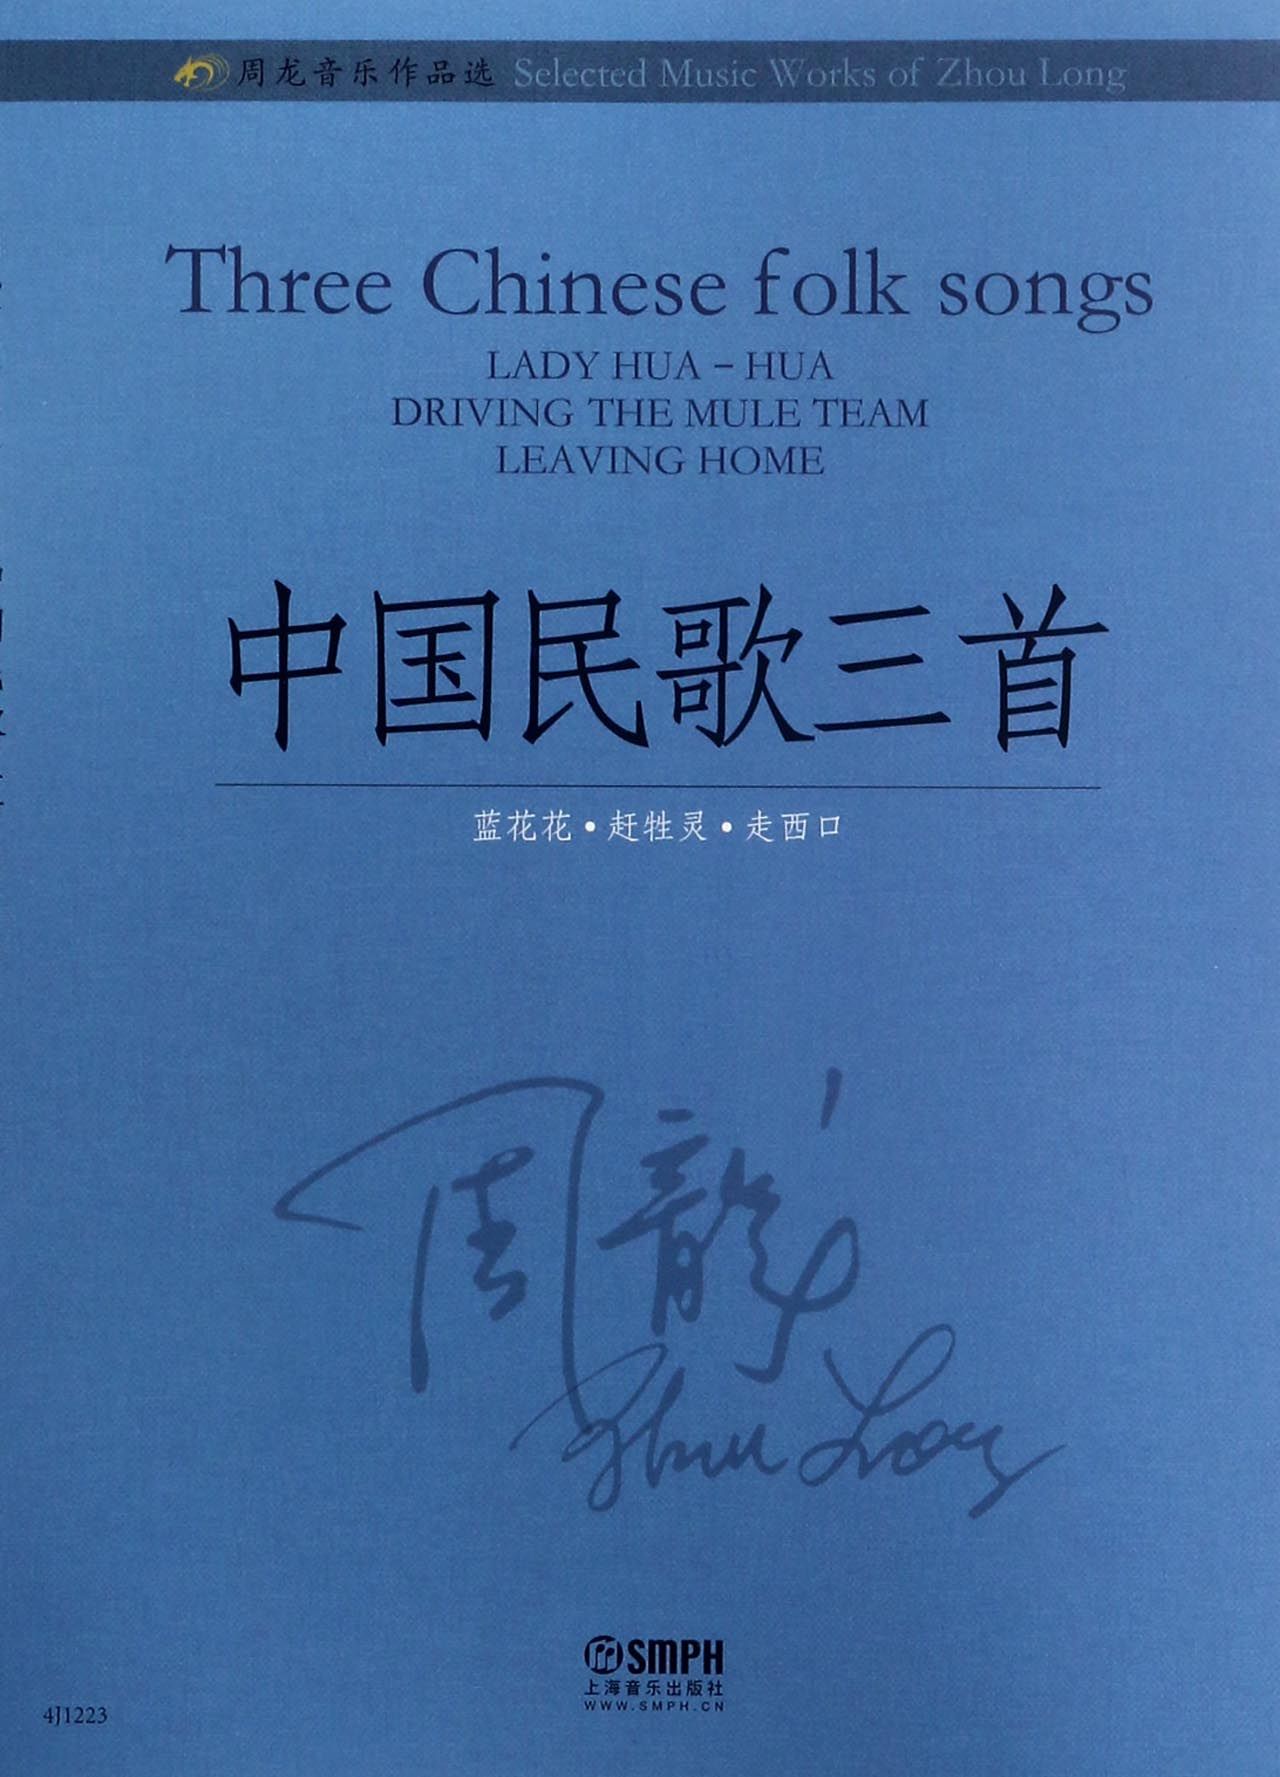 周龙音乐作品选 Selected Music Works of Zhou Long
Three Chinese folk songs
LADY HUA – HUA
DRIVING THE MULE TEAM
LEAVING HOME
中国民歌三首
蓝花花·赶牲灵·走西口
周龍
Zhou Long
SMPH
上海音乐出版社
WWW.SMPH.CN
4J1223